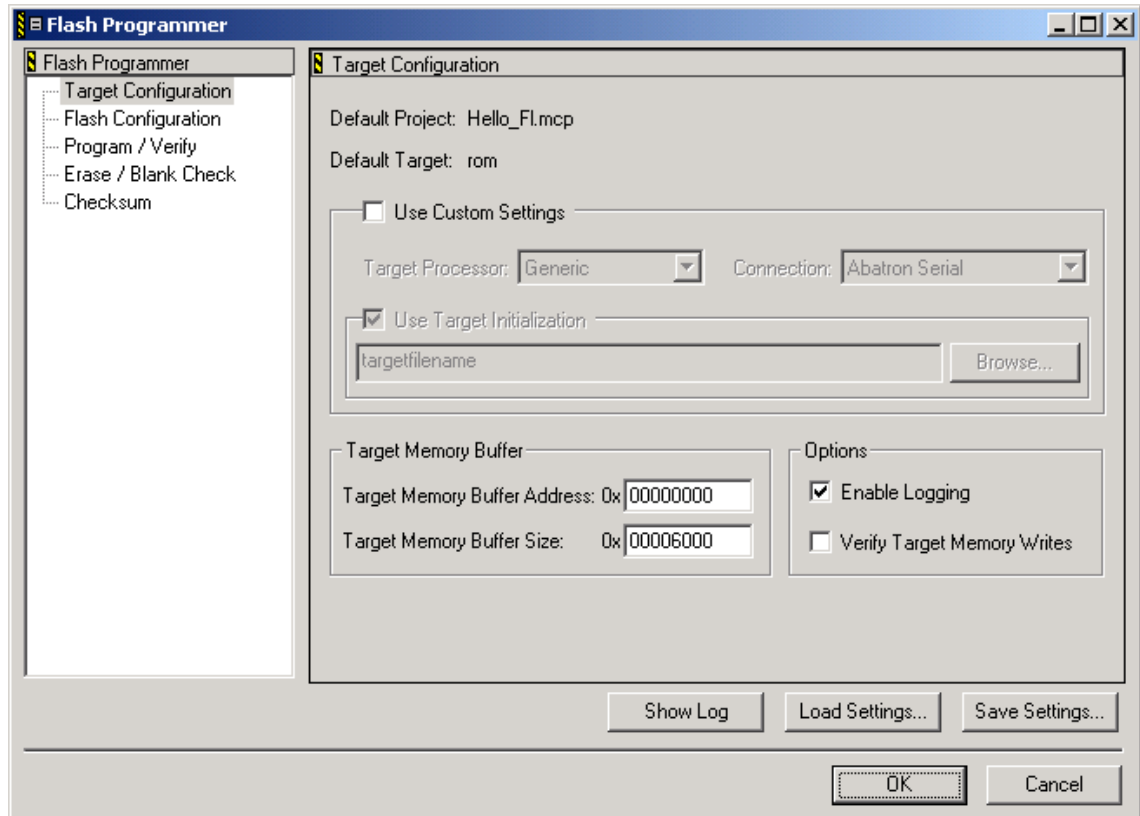 Flash Programmer
Flash Programmer
Target Configuration
Flash Configuration
Program / Verify
Erase / Blank Check
Checksum
Target Configuration
Default Project: Hello_Fl.mcp
Default Target: rom
Use Custom Settings
Target Processor: Generic
Connection: Abatron Serial
Use Target Initialization
targetfilename
Browse...
Target Memory Buffer
Target Memory Buffer Address: 0x 00000000
Target Memory Buffer Size: 0x 00006000
Options
Enable Logging
Verify Target Memory Writes
Show Log
Load Settings...
Save Settings...
OK
Cancel